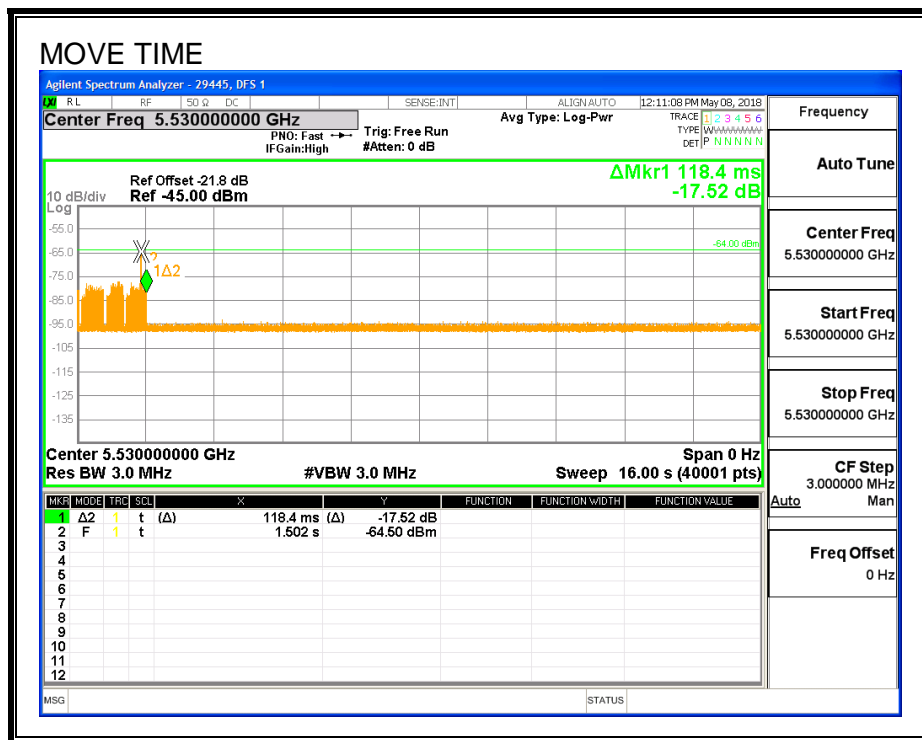 MOVE TIME
Agilent Spectrum Analyzer - 29445, DFS 1
LXI RL RF 50 Ω DC SENSE:INT ALIGN AUTO 12:11:08 PM May 08, 2018
Center Freq 5.530000000 GHz Avg Type: Log-Pwr TRACE 1 2 3 4 5 6
PNO: Fast Trig: Free Run TYPE
IFGain:High #Atten: 0 dB DET P N N N N N
Frequency
Auto Tune
Center Freq
5.530000000 GHz
Start Freq
5.530000000 GHz
Stop Freq
5.530000000 GHz
CF Step
3.000000 MHz
Auto Man
Freq Offset
0 Hz
ΔMkr1 118.4 ms
-17.52 dB
Ref Offset -21.8 dB
10 dB/div Ref -45.00 dBm
Log
-55.0
-64.00 dBm
-65.0
2
1Δ2
-75.0
-85.0
-95.0
-105
-115
-125
-135
Center 5.530000000 GHz Span 0 Hz
Res BW 3.0 MHz #VBW 3.0 MHz Sweep 16.00 s (40001 pts)
MKR MODE TRC SCL X Y FUNCTION FUNCTION WIDTH FUNCTION VALUE
1 Δ2 1 t (Δ) 118.4 ms (Δ) -17.52 dB
2 F 1 t 1.502 s -64.50 dBm
3
4
5
6
7
8
9
10
11
12
MSG STATUS